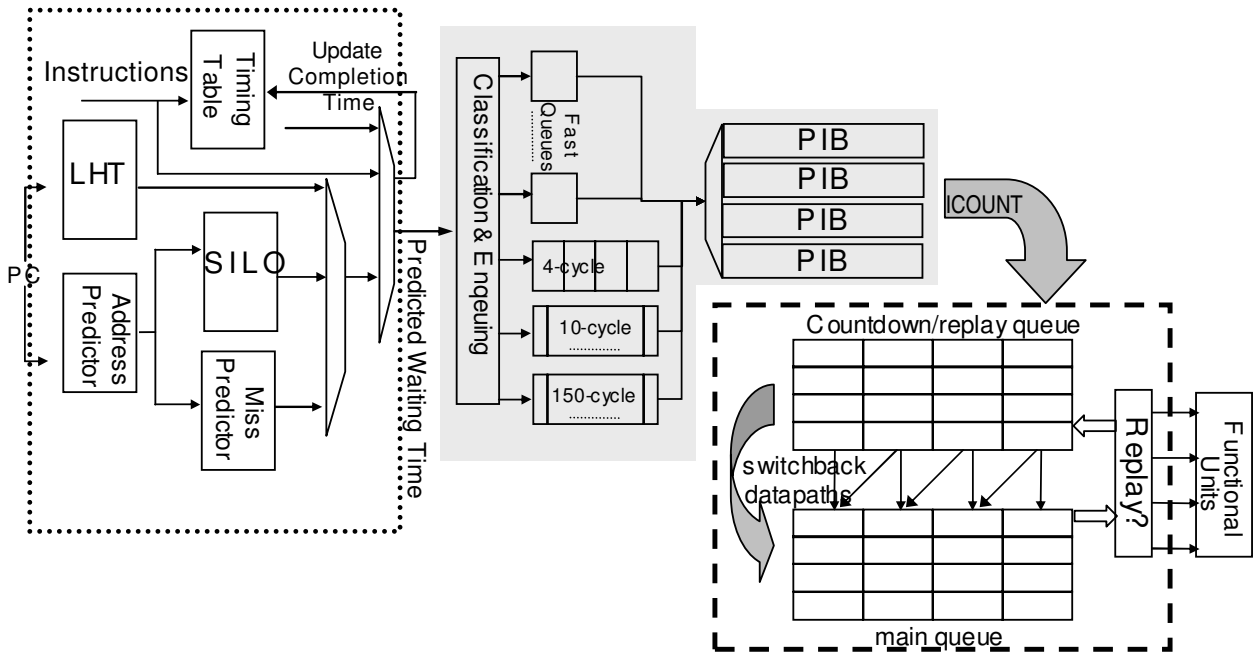 Instructions
Timing
Table
Update
Completion
Time
LHT
PC
SILO
Address
Predictor
Miss
Predictor
Predicted Waiting Time
Classification & Enqeuing
Fast
Queues
4-cycle
10-cycle
150-cycle
PIB
PIB
PIB
PIB
ICOUNT
Countdown/replay queue
switchback
datapaths
Replay?
Functional
Units
main queue